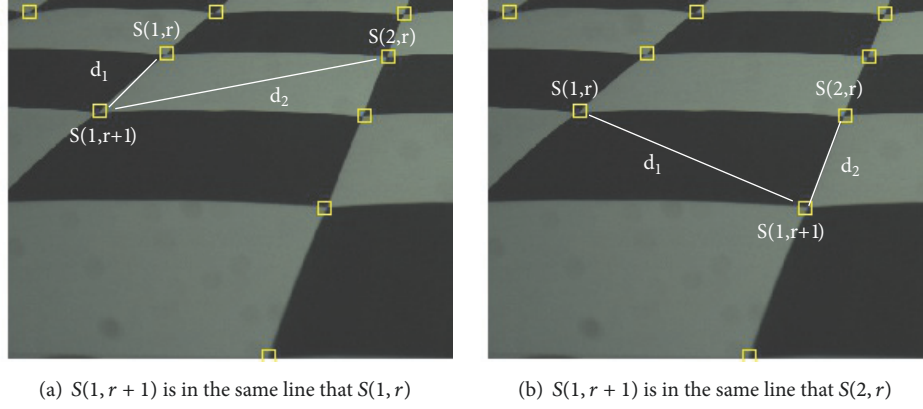 S(1,r)
S(2,r)
d1
d2
S(1,r+1)
S(1,r)
S(2,r)
d1
d2
S(1,r+1)
(a) S(1, r + 1) is in the same line that S(1, r)
(b) S(1, r + 1) is in the same line that S(2, r)